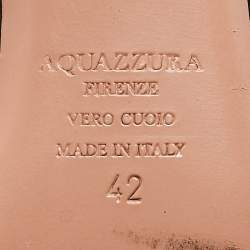 AQUAZZURA
FIRENZE
VERO CUOIO
MADE IN ITALY
42